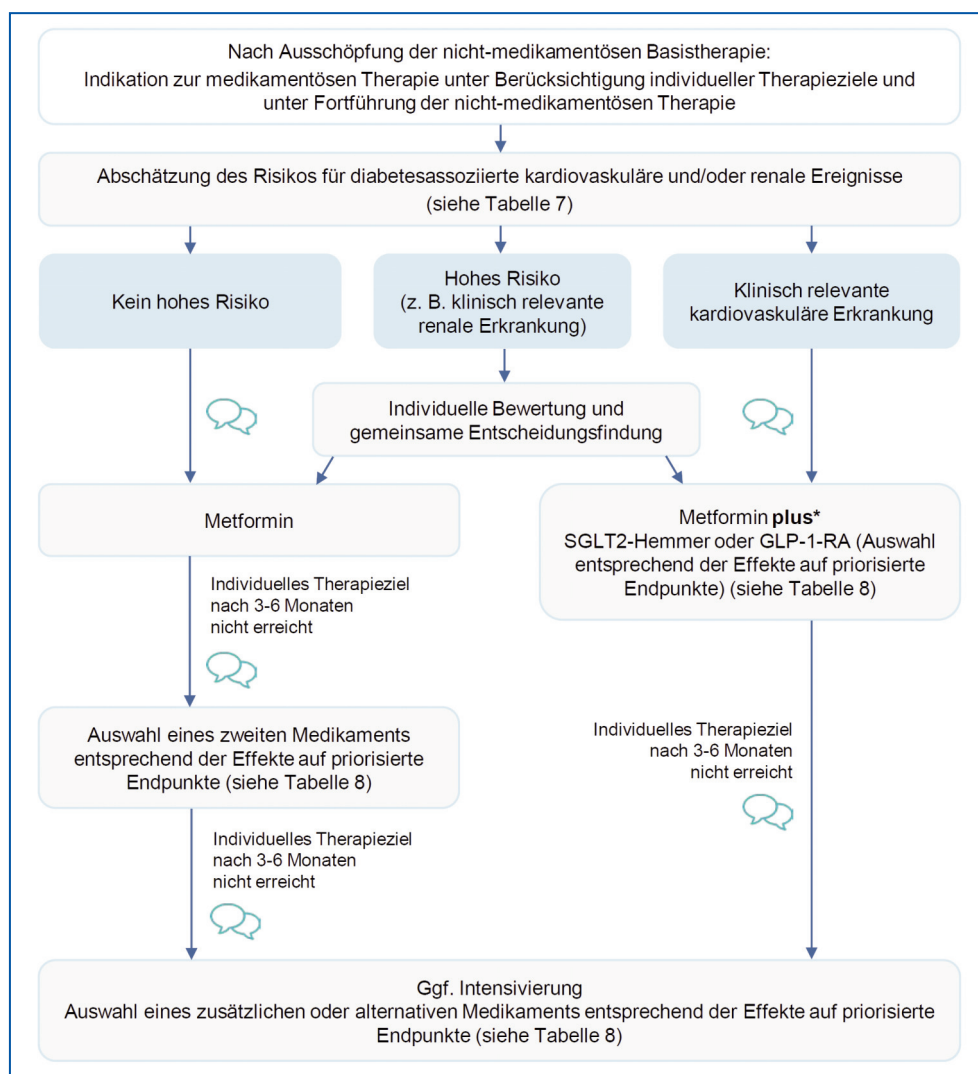 Nach Ausschöpfung der nicht-medikamentösen Basistherapie:
Indikation zur medikamentösen Therapie unter Berücksichtigung individueller Therapieziele und
unter Fortführung der nicht-medikamentösen Therapie
Abschätzung des Risikos für diabetesassoziierte kardiovaskuläre und/oder renale Ereignisse
(siehe Tabelle 7)
Kein hohes Risiko
Hohes Risiko
(z. B. klinisch relevante
renale Erkrankung)
Klinisch relevante
kardiovaskuläre Erkrankung
Individuelle Bewertung und
gemeinsame Entscheidungsfindung
Metformin
Metformin plus*
SGLT2-Hemmer oder GLP-1-RA (Auswahl
entsprechend der Effekte auf priorisierte
Endpunkte) (siehe Tabelle 8)
Individuelles Therapieziel
nach 3-6 Monaten
nicht erreicht
Auswahl eines zweiten Medikaments
entsprechend der Effekte auf priorisierte
Endpunkte (siehe Tabelle 8)
Individuelles Therapieziel
nach 3-6 Monaten
nicht erreicht
Individuelles Therapieziel
nach 3-6 Monaten
nicht erreicht
Ggf. Intensivierung
Auswahl eines zusätzlichen oder alternativen Medikaments entsprechend der Effekte auf priorisierte
Endpunkte (siehe Tabelle 8)